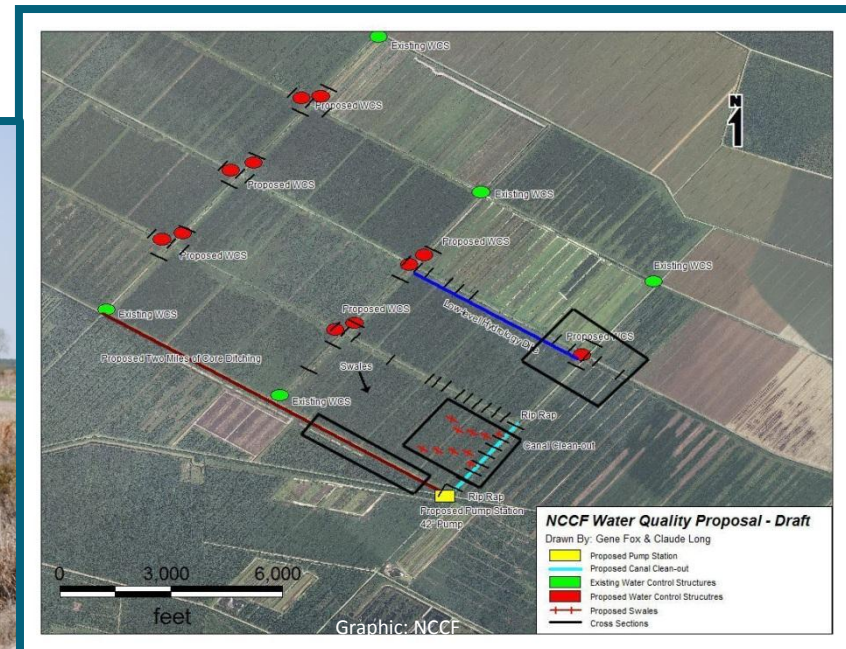 Existing WCS
N
Proposed WCS
Proposed WCS
Existing WCS
Proposed WCS
Proposed WCS
Existing WCS
Existing WCS
Proposed WCS
Low-level Hydrology
Proposed WCS
Proposed Two Miles of Core Ditching
Swales
Existing WCS
Rip Rap
Canal Clean-out
Rip Rap
Proposed Pump Station
42" Pump
0 3,000 6,000
feet
Graphic: NCCF
NCCF Water Quality Proposal - Draft
Drawn By: Gene Fox & Claude Long
Proposed Pump Station
Proposed Canal Clean-out
Existing Water Control Structures
Proposed Water Control Strucutres
Proposed Swales
Cross Sections